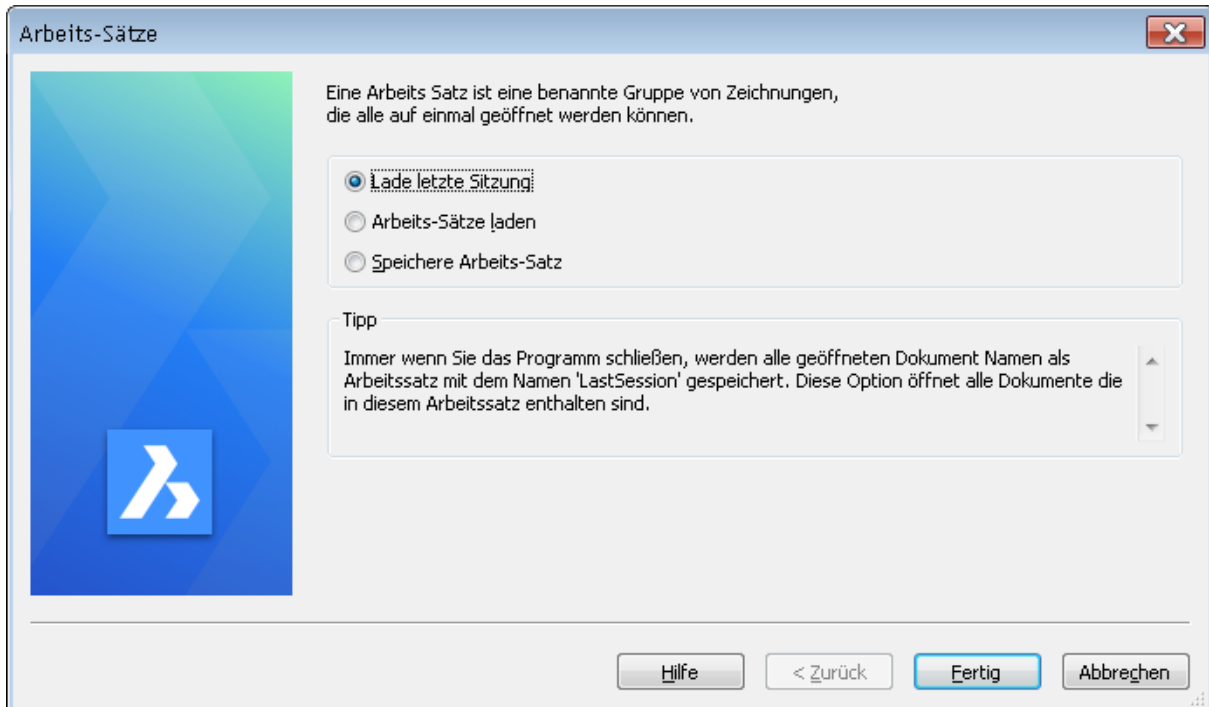 Arbeits-Sätze
Eine Arbeits Satz ist eine benannte Gruppe von Zeichnungen,
die alle auf einmal geöffnet werden können.
Lade letzte Sitzung
Arbeits-Sätze laden
Speichere Arbeits-Satz
Tipp
Immer wenn Sie das Programm schließen, werden alle geöffneten Dokument Namen als
Arbeitssatz mit dem Namen 'LastSession' gespeichert. Diese Option öffnet alle Dokumente die
in diesem Arbeitssatz enthalten sind.
Hilfe
< Zurück
Fertig
Abbrechen